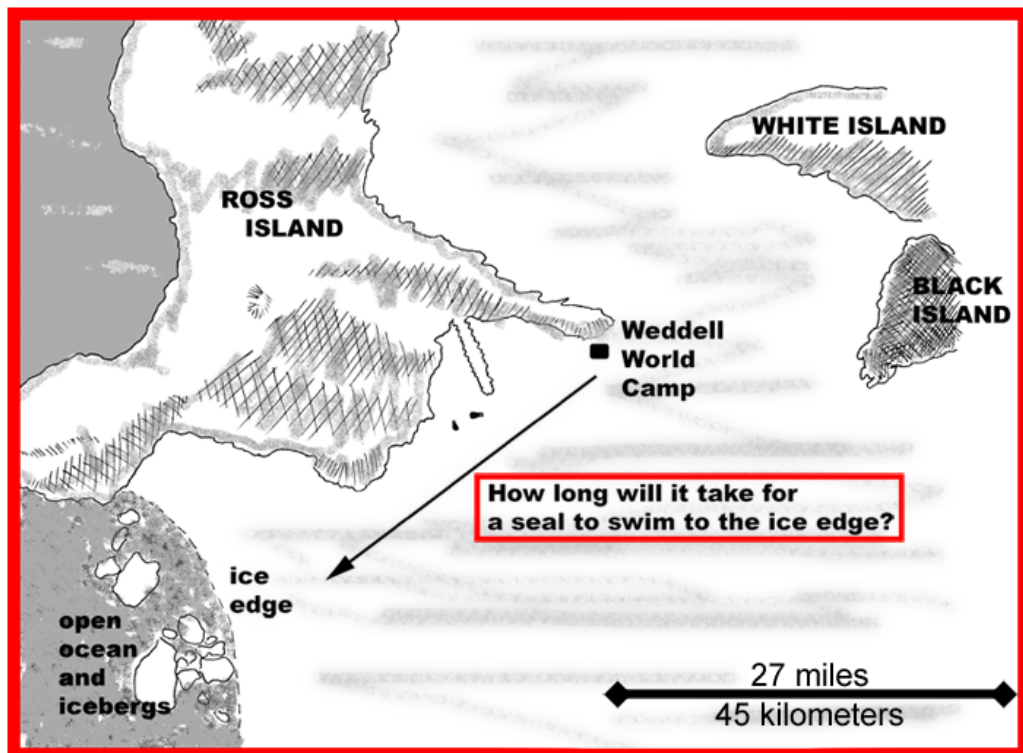 WHITE ISLAND
ROSS
ISLAND
BLACK
ISLAND
Weddell
World
Camp
How long will it take for
a seal to swim to the ice edge?
ice
edge
open
ocean
and
icebergs
27 miles
45 kilometers